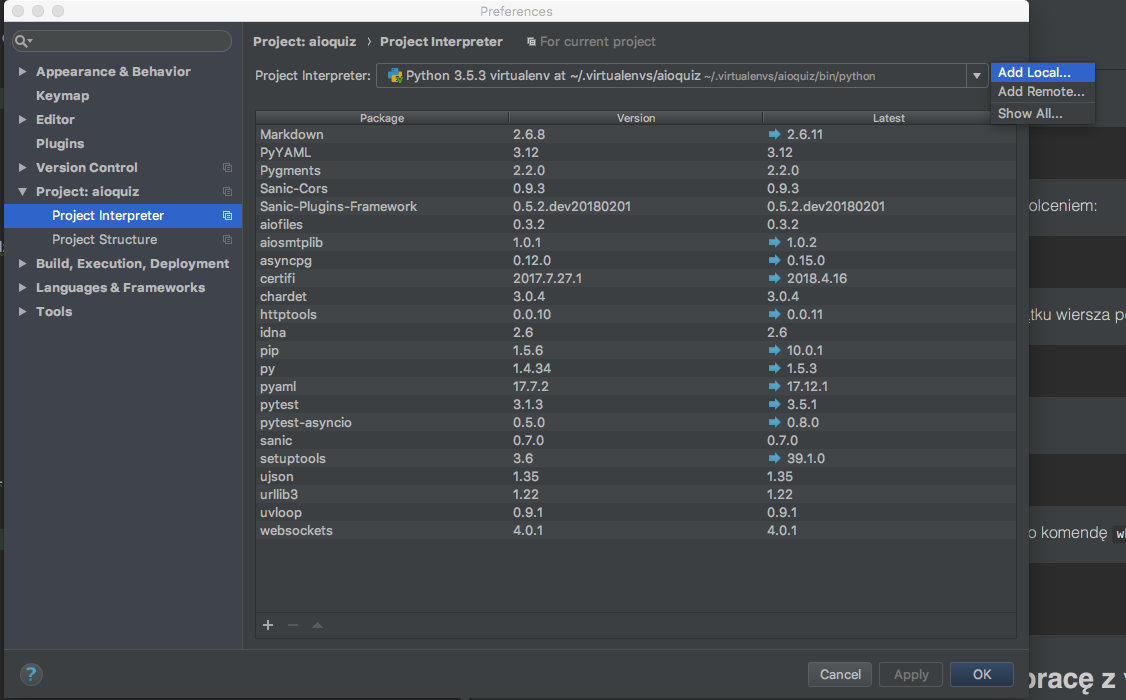 Preferences
Project: aioquiz › Project Interpreter For current project
Project Interpreter: Python 3.5.3 virtualenv at ~/.virtualenvs/aioquiz ~/.virtualenvs/aioquiz/bin/python
Add Local...
Add Remote...
Show All...
Appearance & Behavior
Keymap
Editor
Plugins
Version Control
Project: aioquiz
Project Interpreter
Project Structure
Build, Execution, Deployment
Languages & Frameworks
Tools
Package Version Latest
Markdown 2.6.8 2.6.11
PyYAML 3.12 3.12
Pygments 2.2.0 2.2.0
Sanic-Cors 0.9.3 0.9.3
Sanic-Plugins-Framework 0.5.2.dev20180201 0.5.2.dev20180201
aiofiles 0.3.2 0.3.2
aiosmtplib 1.0.1 1.0.2
asyncpg 0.12.0 0.15.0
certifi 2017.7.27.1 2018.4.16
chardet 3.0.4 3.0.4
httptools 0.0.10 0.0.11
idna 2.6 2.6
pip 1.5.6 10.0.1
py 1.4.34 1.5.3
pyaml 17.7.2 17.12.1
pytest 3.1.3 3.5.1
pytest-asyncio 0.5.0 0.8.0
sanic 0.7.0 0.7.0
setuptools 3.6 39.1.0
ujson 1.35 1.35
urllib3 1.22 1.22
uvloop 0.9.1 0.9.1
websockets 4.0.1 4.0.1
? Cancel Apply OK
olceniem:
tku wiersza
o komendę
pracę z